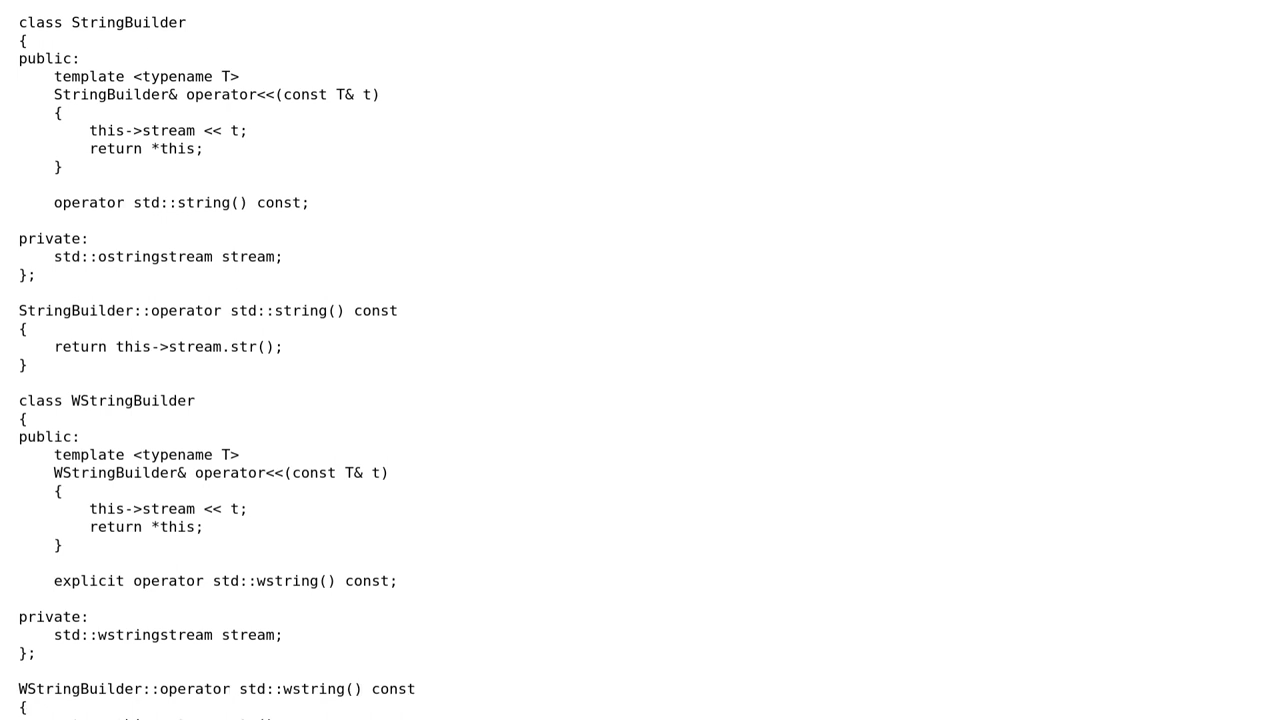 class StringBuilder
{
public:
    template <typename T>
    StringBuilder& operator<<(const T& t)
    {
        this->stream << t;
        return *this;
    }

    operator std::string() const;

private:
    std::ostringstream stream;
};

StringBuilder::operator std::string() const
{
    return this->stream.str();
}

class WStringBuilder
{
public:
    template <typename T>
    WStringBuilder& operator<<(const T& t)
    {
        this->stream << t;
        return *this;
    }

    explicit operator std::wstring() const;

private:
    std::wstringstream stream;
};

WStringBuilder::operator std::wstring() const
{